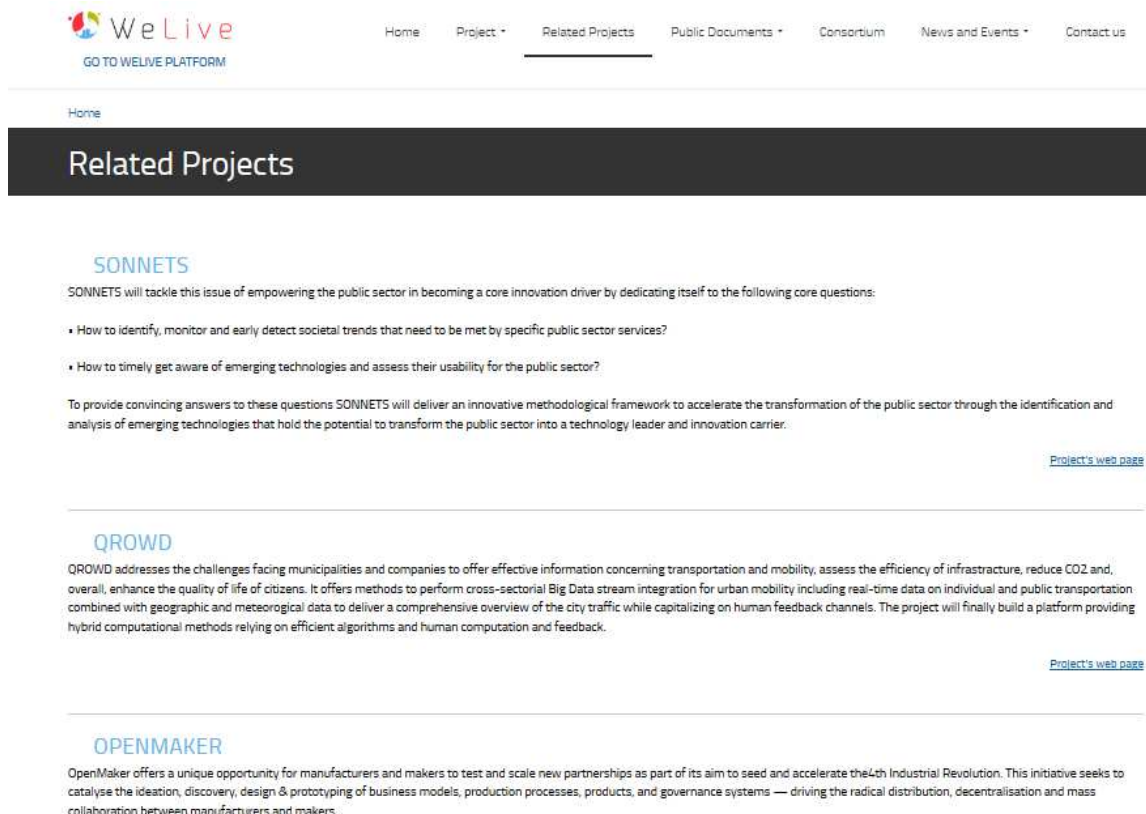 WeLive
Home Project Related Projects Public Documents Consortium News and Events Contact us
GO TO WELIVE PLATFORM
Home
Related Projects
SONNETS
SONNETS will tackle this issue of empowering the public sector in becoming a core innovation driver by dedicating itself to the following core questions:
• How to identify, monitor and early detect societal trends that need to be met by specific public sector services?
• How to timely get aware of emerging technologies and assess their usability for the public sector?
To provide convincing answers to these questions SONNETS will deliver an innovative methodological framework to accelerate the transformation of the public sector through the identification and
analysis of emerging technologies that hold the potential to transform the public sector into a technology leader and innovation carrier.
Project's web page
QROWD
QROWD addresses the challenges facing municipalities and companies to offer effective information concerning transportation and mobility, assess the efficiency of infrastracture, reduce CO2 and,
overall, enhance the quality of life of citizens. It offers methods to perform cross-sectorial Big Data stream integration for urban mobility including real-time data on individual and public transportation
combined with geographic and meteorogical data to deliver a comprehensive overview of the city traffic while capitalizing on human feedback channels. The project will finally build a platform providing
hybrid computational methods relying on efficient algorithms and human computation and feedback.
Project's web page
OPENMAKER
OpenMaker offers a unique opportunity for manufacturers and makers to test and scale new partnerships as part of its aim to seed and accelerate the4th Industrial Revolution. This initiative seeks to
catalyse the ideation, discovery, design & prototyping of business models, production processes, products, and governance systems — driving the radical distribution, decentralisation and mass
collaboration between manufacturers and makers.